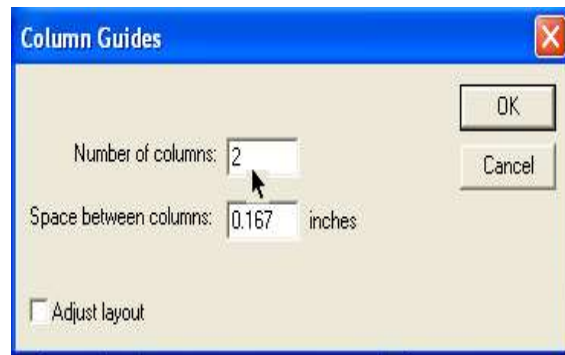 Column Guides
OK
Number of columns: 2
Cancel
Space between columns: 0.167 inches
Adjust layout